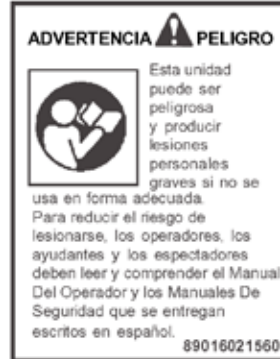 ADVERTENCIA PELIGRO
Esta unidad
puede ser
peligrosa
y producir
lesiones
personales
graves si no se
usa en forma adecuada.
Para reducir el riesgo de
lesionarse, los operadores, los
ayudantes y los espectadores
deben leer y comprender el Manual
Del Operador y los Manuales De
Seguridad que se entregan
escritos en español.
89016021560